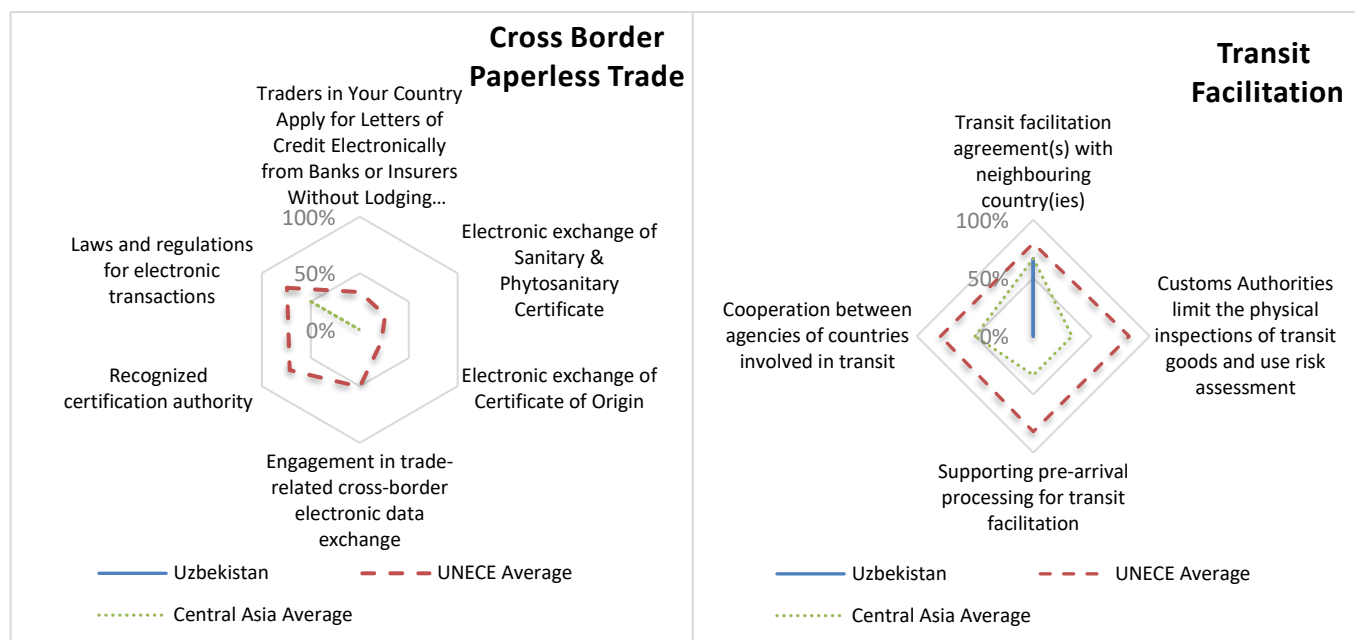 Cross Border
Paperless Trade
Traders in Your Country
Apply for Letters of
Credit Electronically
from Banks or Insurers
Without Lodging…
100%
50%
0%
Electronic exchange of
Sanitary &
Phytosanitary
Certificate
Electronic exchange of
Certificate of Origin
Engagement in trade-
related cross-border
electronic data
exchange
Recognized
certification authority
Laws and regulations
for electronic
transactions
Uzbekistan
UNECE Average
Central Asia Average
Transit
Facilitation
Transit facilitation
agreement(s) with
neighbouring
country(ies)
100%
50%
0%
Customs Authorities
limit the physical
inspections of transit
goods and use risk
assessment
Supporting pre-arrival
processing for transit
facilitation
Cooperation between
agencies of countries
involved in transit
Uzbekistan
UNECE Average
Central Asia Average